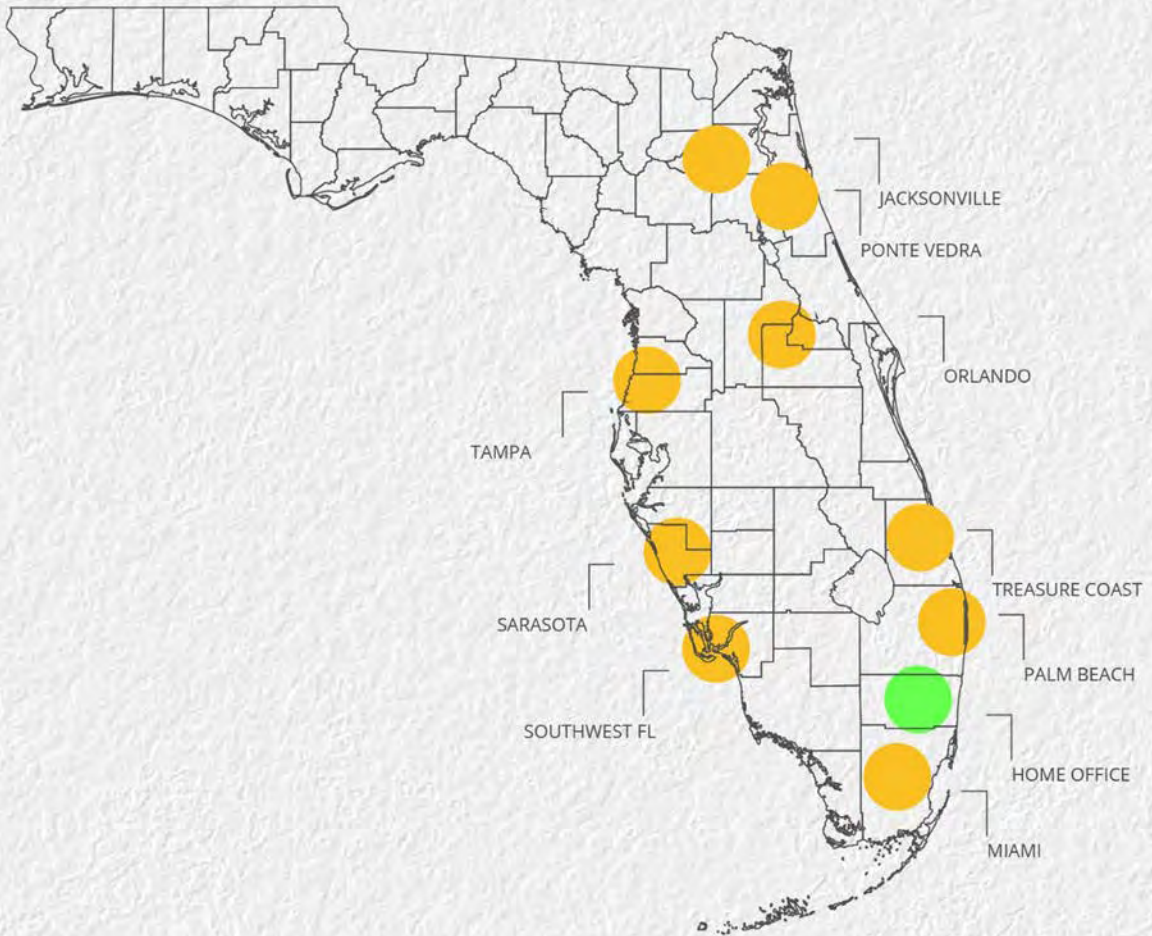 JACKSONVILLE
PONTE VEDRA
ORLANDO
TAMPA
TREASURE COAST
SARASOTA
PALM BEACH
SOUTHWEST FL
HOME OFFICE
MIAMI